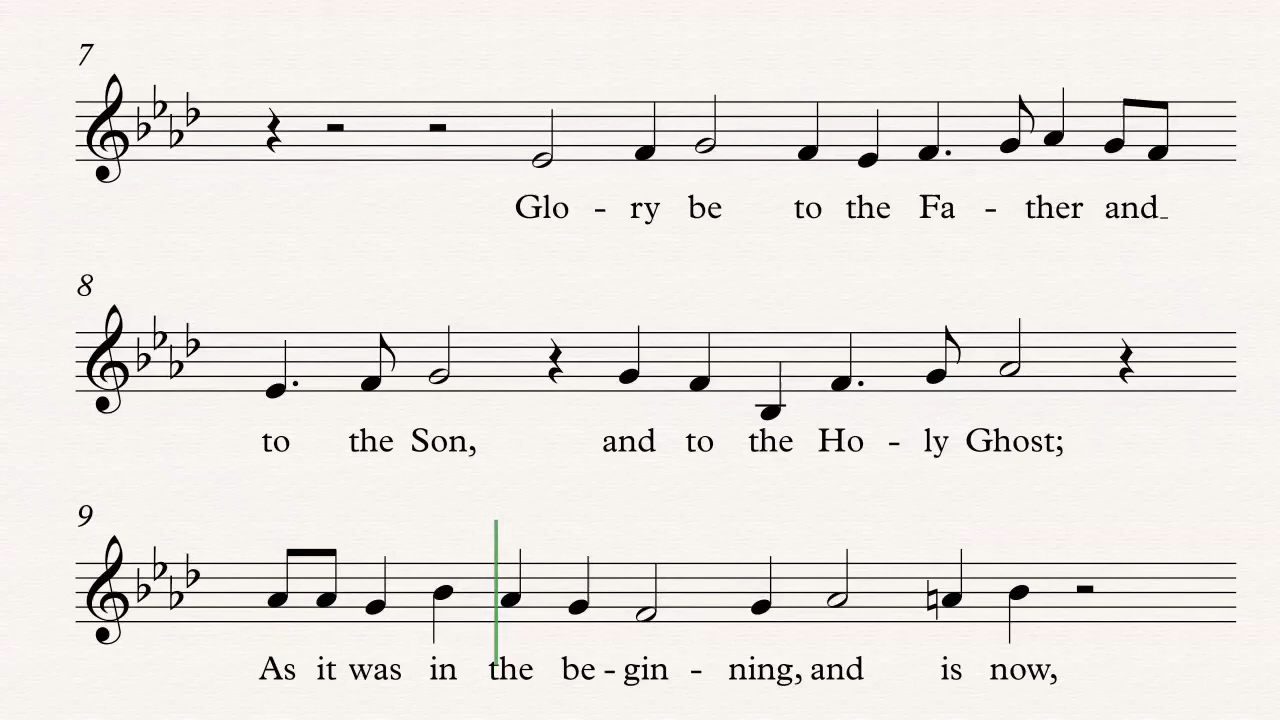 7
Glo - ry be to the Fa - ther and_
8
to the Son, and to the Ho - ly Ghost;
9
As it was in the be - gin - ning, and is now,